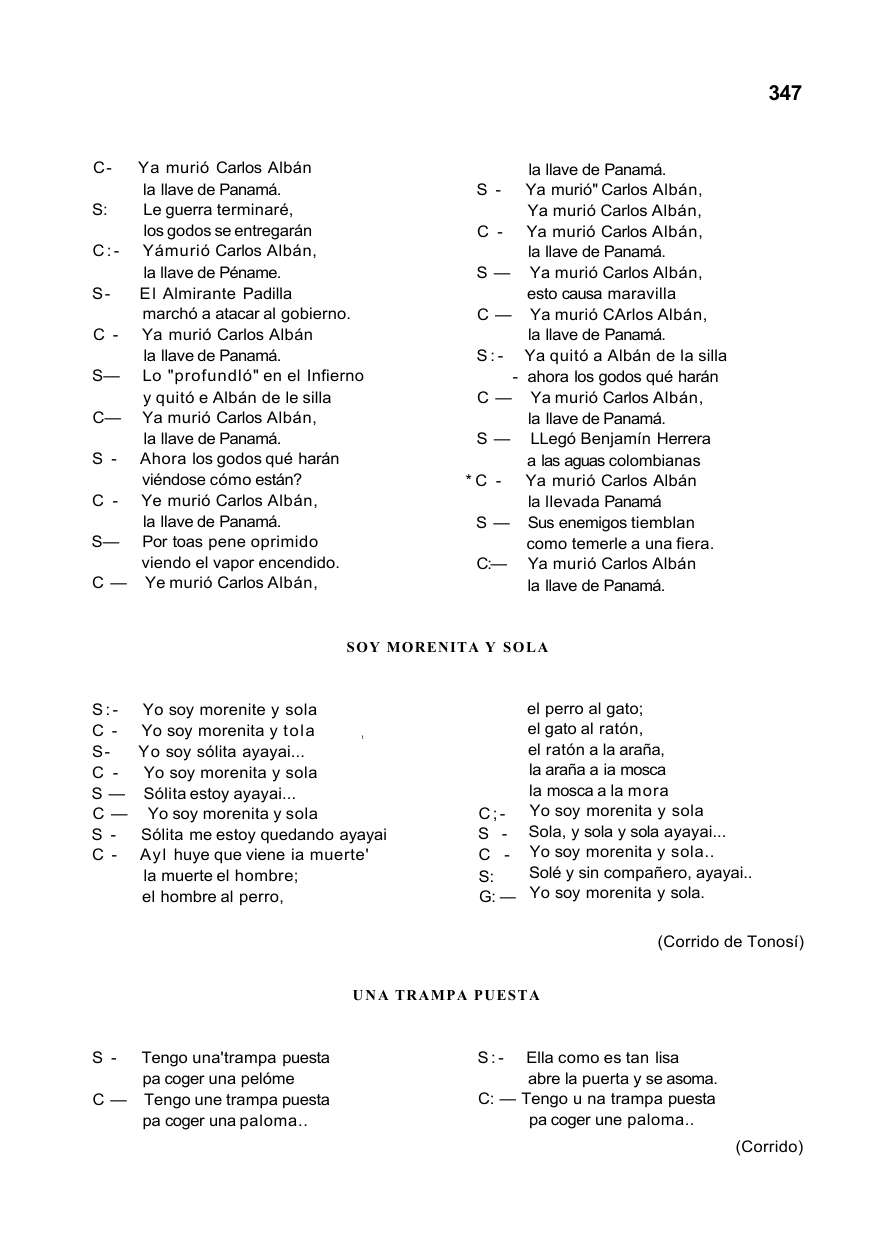 347
C- Ya murió Carlos Albán
la llave de Panamá.
S: Le guerra terminaré,
los godos se entregarán
C:- Yámurió Carlos Albán,
la llave de Péname.
S- El Almirante Padilla
marchó a atacar al gobierno.
C - Ya murió Carlos Albán
la llave de Panamá.
S— Lo "profundló" en el Infierno
y quitó e Albán de le silla
C— Ya murió Carlos Albán,
la llave de Panamá.
S - Ahora los godos qué harán
viéndose cómo están?
C - Ye murió Carlos Albán,
la llave de Panamá.
S— Por toas pene oprimido
viendo el vapor encendido.
C — Ye murió Carlos Albán,
la llave de Panamá.
S - Ya murió" Carlos Albán,
Ya murió Carlos Albán,
C - Ya murió Carlos Albán,
la llave de Panamá.
S — Ya murió Carlos Albán,
esto causa maravilla
C — Ya murió CArlos Albán,
la llave de Panamá.
S:- Ya quitó a Albán de la silla
- ahora los godos qué harán
C — Ya murió Carlos Albán,
la llave de Panamá.
S — LLegó Benjamín Herrera
a las aguas colombianas
* C - Ya murió Carlos Albán
la llevada Panamá
S — Sus enemigos tiemblan
como temerle a una fiera.
C:— Ya murió Carlos Albán
la llave de Panamá.
SOY MORENITA Y SOLA
S:- Yo soy morenite y sola
C - Yo soy morenita y tola ,
S- Yo soy sólita ayayai...
C - Yo soy morenita y sola
S — Sólita estoy ayayai...
C — Yo soy morenita y sola
S - Sólita me estoy quedando ayayai
C - Ayl huye que viene ia muerte'
la muerte el hombre;
el hombre al perro,
el perro al gato;
el gato al ratón,
el ratón a la araña,
la araña a ia mosca
la mosca a la mora
C;- Yo soy morenita y sola
S - Sola, y sola y sola ayayai...
C - Yo soy morenita y sola..
S: Solé y sin compañero, ayayai..
G: — Yo soy morenita y sola.
(Corrido de Tonosí)
UNA TRAMPA PUESTA
S - Tengo una'trampa puesta
pa coger una pelóme
C — Tengo une trampa puesta
pa coger una paloma..
S:- Ella como es tan lisa
abre la puerta y se asoma.
C: — Tengo u na trampa puesta
pa coger une paloma..
(Corrido)